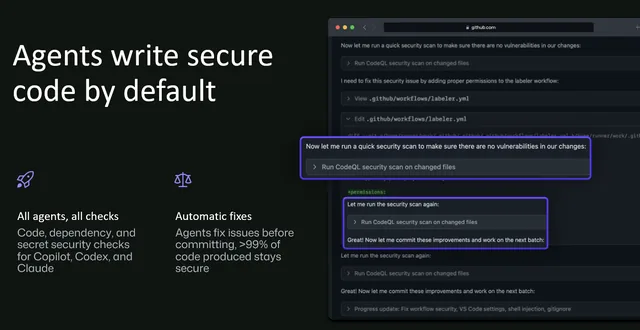 Agents write secure
code by default
All agents, all checks
Code, dependency, and
secret security checks
for Copilot, Codex, and
Claude
Automatic fixes
Agents fix issues before
committing, >99% of
code produced stays
secure
github.com
Now let me run a quick security scan to make sure there are no vulnerabilities in our changes:
Run CodeQL security scan on changed files
I need to fix this security issue by adding proper permissions to the labeler workflow:
View .github/workflows/labeler.yml
Edit .github/workflows/labeler.yml
Now let me run a quick security scan to make sure there are no vulnerabilities in our changes:
Run CodeQL security scan on changed files
+permissions:
Let me run the security scan again:
Run CodeQL security scan on changed files
Great! Now let me commit these improvements and work on the next batch:
Let me run the security scan again:
Run CodeQL security scan on changed files
Great! Now let me commit these improvements and work on the next batch:
Progress update: Fix workflow security, VS Code settings, shell injection, gitignore